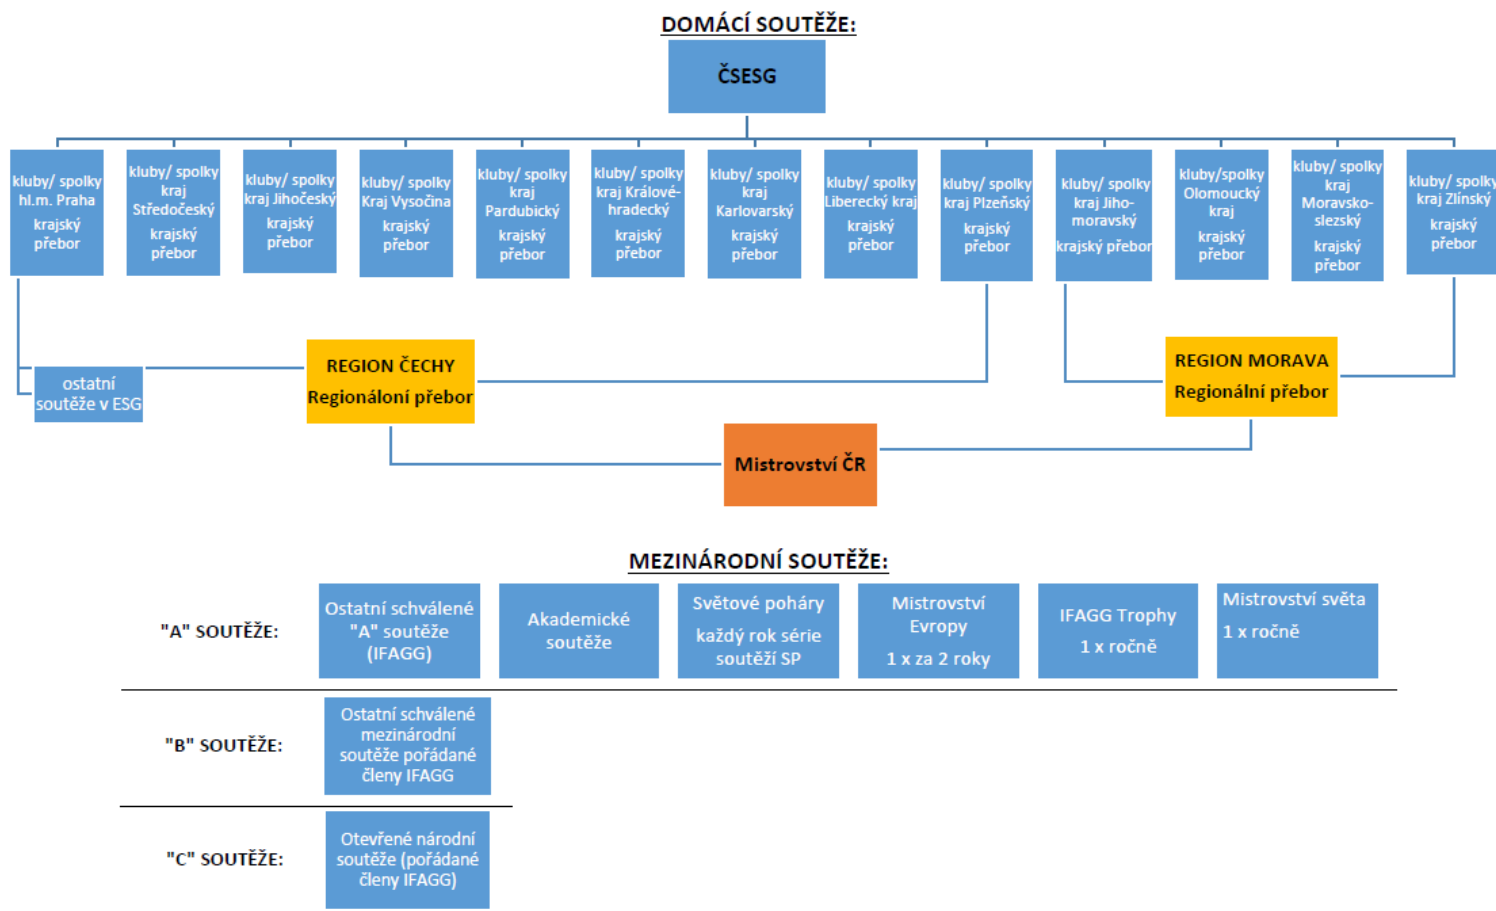 DOMÁCÍ SOUTĚŽE:
ČSESG
kluby/ spolky
hl.m. Praha
krajský
přebor
kluby/ spolky
kraj
Středočeský
krajský
přebor
kluby/ spolky
kraj Jihočeský
krajský
přebor
kluby/ spolky
Kraj Vysočina
krajský
přebor
kluby/ spolky
kraj
Pardubický
krajský
přebor
kluby/ spolky
kraj Králové-
hradecký
krajský
přebor
kluby/ spolky
kraj
Karlovarský
krajský
přebor
kluby/ spolky
Liberecký kraj
krajský
přebor
kluby/spolky
kraj Plzeňský
krajský
přebor
kluby/ spolky
kraj Jiho-
moravský
krajský přebor
kluby/spolky
Olomoucký
kraj
krajský
přebor
kluby/ spolky
kraj
Moravsko-
slezský
krajský
přebor
kluby/ spolky
kraj Zlínský
krajský
přebor
ostatní
soutěže v ESG
REGION ČECHY
Regionáloní přebor
REGION MORAVA
Regionální přebor
Mistrovství ČR
MEZINÁRODNÍ SOUTĚŽE:
"A" SOUTĚŽE:
Ostatní schválené
"A" soutěže
(IFAGG)
Akademické
soutěže
Světové poháry
každý rok série
soutěží SP
Mistrovství
Evropy
1 x za 2 roky
IFAGG Trophy
1 x ročně
Mistrovství světa
1 x ročně
"B" SOUTĚŽE:
Ostatní schválené
mezinárodní
soutěže pořádané
členy IFAGG
"C" SOUTĚŽE:
Otevřené národní
soutěže (pořádané
členy IFAGG)